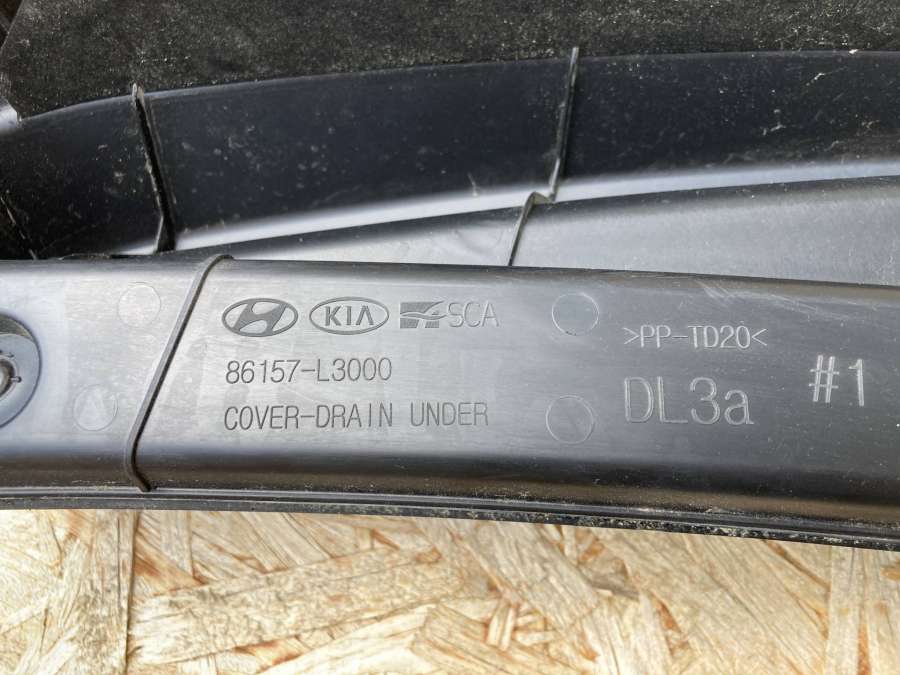 KIA SCA
86157-L3000
COVER-DRAIN UNDER
>PP-TD20<
DL3a
#1